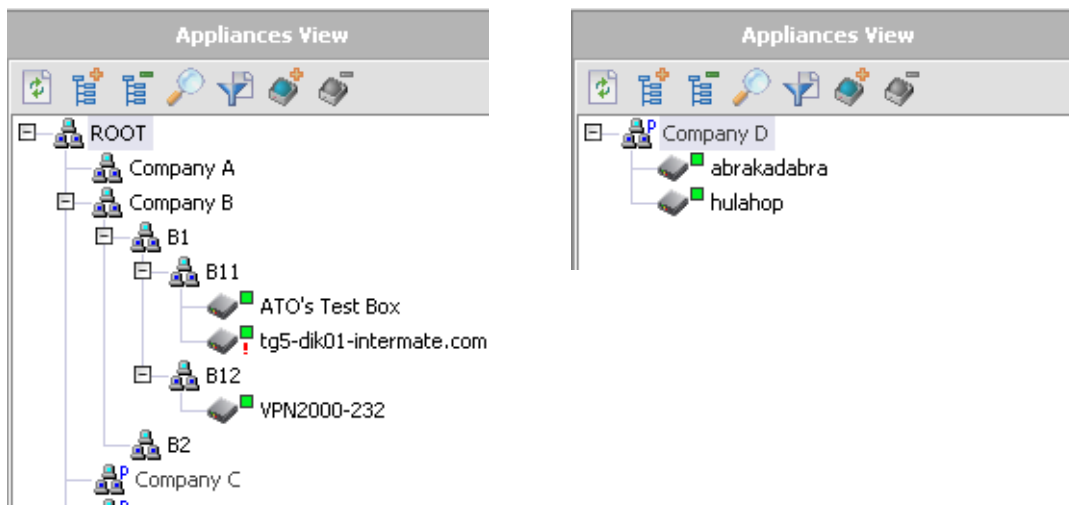 Appliances View
ROOT
Company A
Company B
B1
B11
ATO's Test Box
tg5-dik01-intermate.com
B12
VPN2000-232
B2
P Company C
P
Appliances View
P Company D
abrakadabra
hulahop